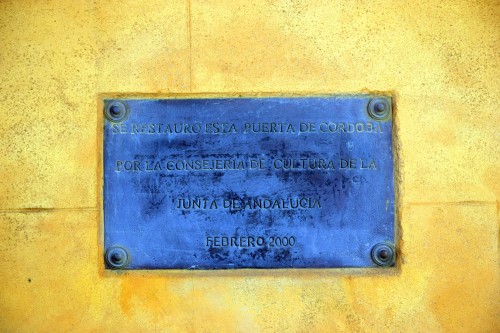 SE RESTAURO ESTA PUERTA DE CORDOBA
POR LA CONSEJERIA DE CULTURA DE LA
JUNTA DE ANDALUCIA
FEBRERO 2000